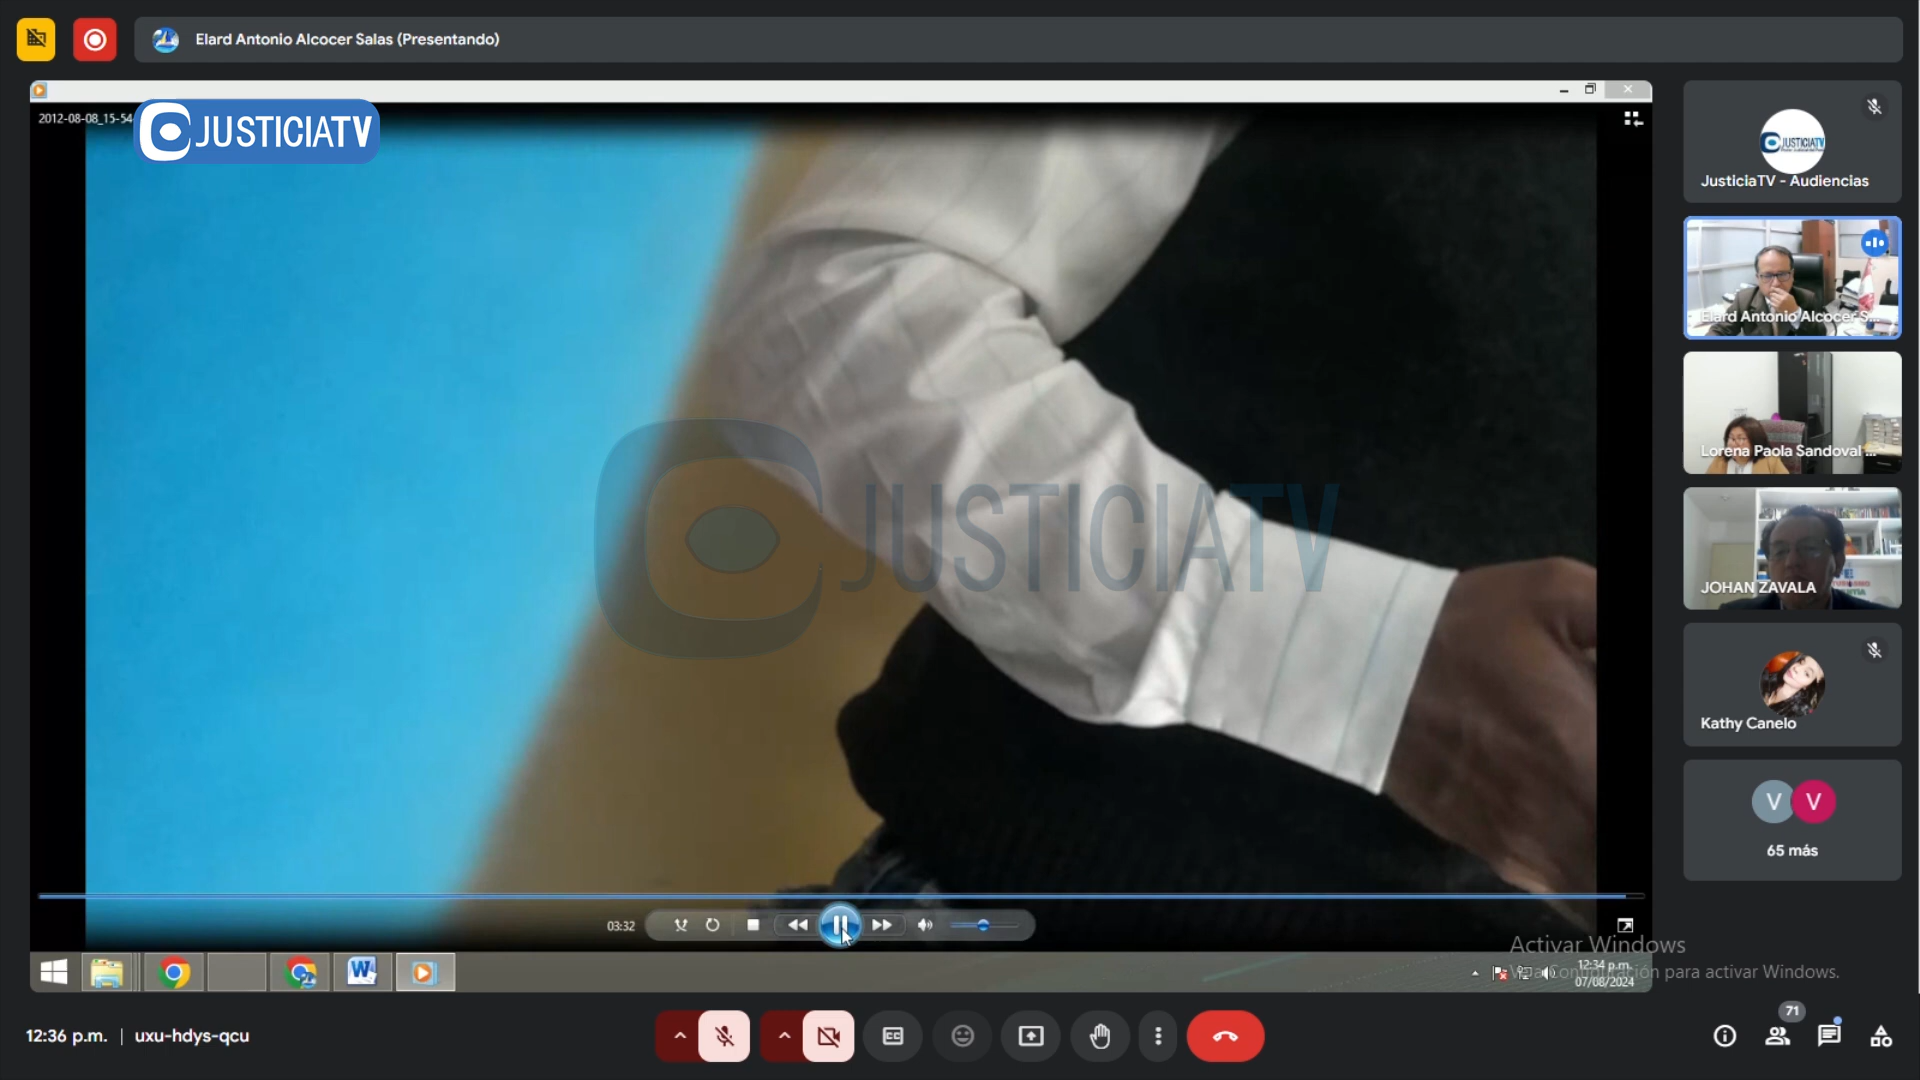 Elard Antonio Alcocer Salas (Presentando)
2012-08-08_15-54
JUSTICIATV
JUSTICIATV
JUSTICIATV
JusticiaTV - Audiencias
Elard Antonio Alcocer S...
Lorena Paola Sandoval ...
JOHAN ZAVALA
Kathy Canelo
V V
65 más
03:32
Activar Windows
para activar Windows.
12:34 p.m.
07/08/2024
12:36 p.m. | uxu-hdys-qcu
71